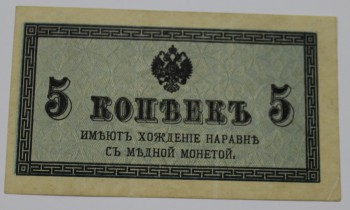 5 КОПѢЕКЪ 5
ИМѢЮТЪ ХОЖДЕНІЕ НАРАВНѢ
СЪ МѢДНОЙ МОНЕТОЙ.